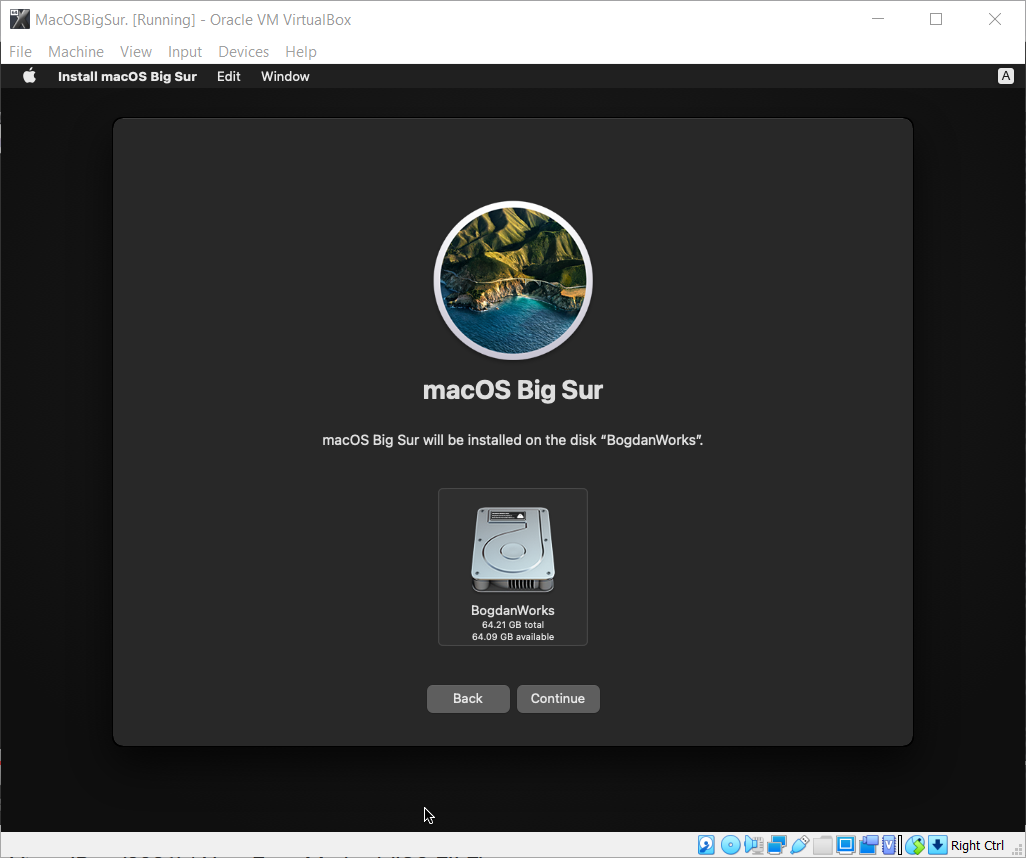 MacOSBigSur. [Running] - Oracle VM VirtualBox
File Machine View Input Devices Help
Install macOS Big Sur Edit Window A
macOS Big Sur
macOS Big Sur will be installed on the disk “BogdanWorks”.
BogdanWorks
64.21 GB total
64.09 GB available
Back Continue
Right Ctrl